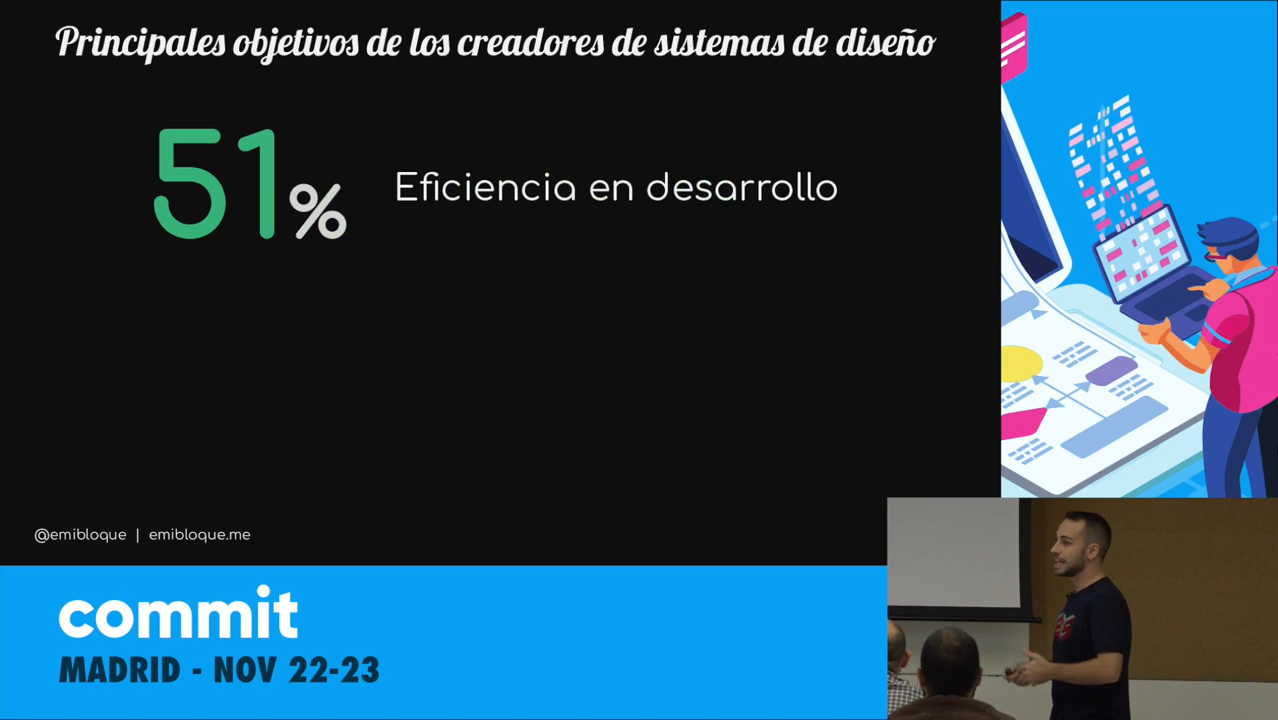 Principales objetivos de los creadores de sistemas de diseño
51% Eficiencia en desarrollo
@emibloque | emibloque.me
commit
MADRID - NOV 22-23